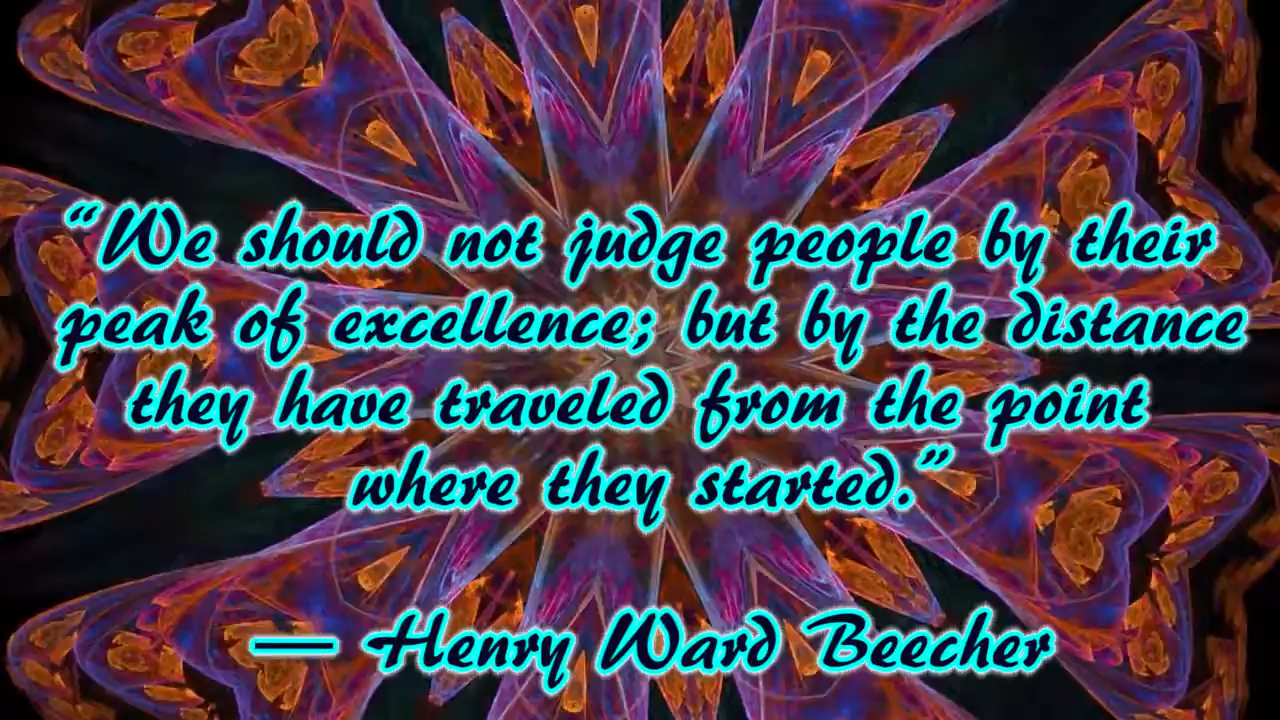 “We should not judge people by their
peak of excellence; but by the distance
they have traveled from the point
where they started.”
— Henry Ward Beecher